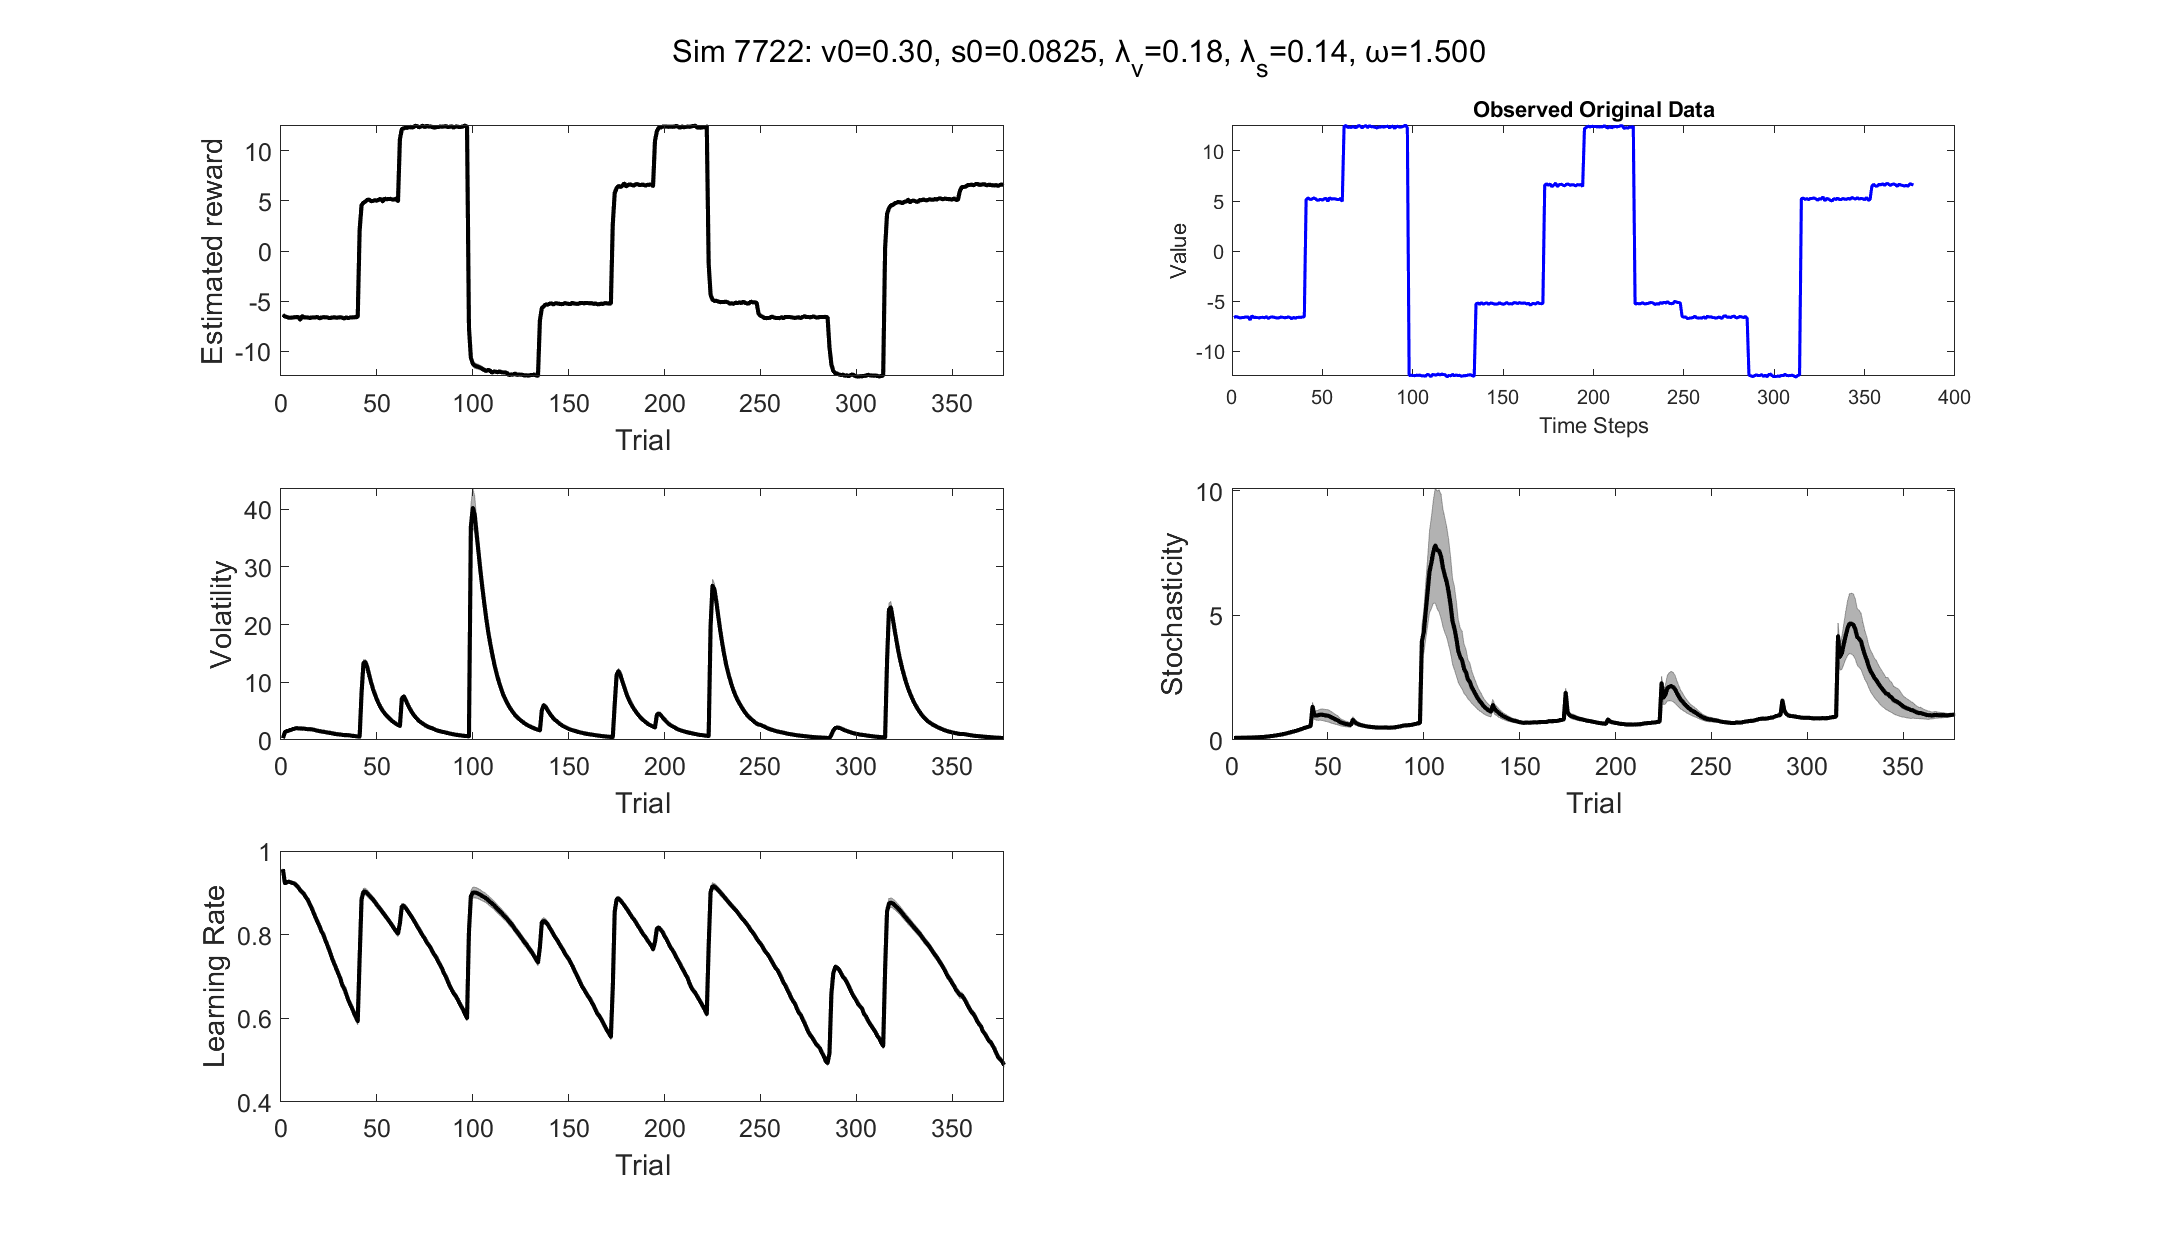 Sim 7722: v0=0.30, s0=0.0825, λ_v=0.18, λ_s=0.14, ω=1.500
Estimated reward
10
5
0
-5
-10
0 50 100 150 200 250 300 350
Trial
Observed Original Data
Value
10
5
0
-5
-10
0 50 100 150 200 250 300 350 400
Time Steps
Volatility
40
30
20
10
0
0 50 100 150 200 250 300 350
Trial
Stochasticity
10
5
0
0 50 100 150 200 250 300 350
Trial
Learning Rate
1
0.8
0.6
0.4
0 50 100 150 200 250 300 350
Trial